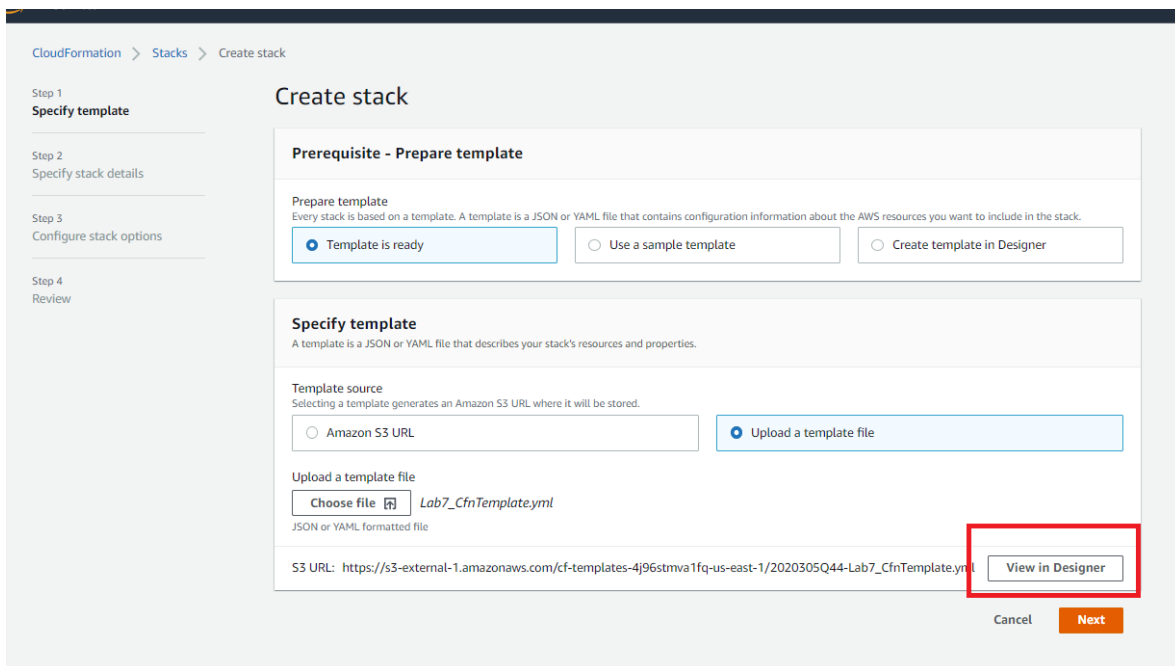 CloudFormation > Stacks > Create stack
Step 1
Specify template
Step 2
Specify stack details
Step 3
Configure stack options
Step 4
Review
Create stack
Prerequisite - Prepare template
Prepare template
Every stack is based on a template. A template is a JSON or YAML file that contains configuration information about the AWS resources you want to include in the stack.
Template is ready
Use a sample template
Create template in Designer
Specify template
A template is a JSON or YAML file that describes your stack's resources and properties.
Template source
Selecting a template generates an Amazon S3 URL where it will be stored.
Amazon S3 URL
Upload a template file
Upload a template file
Choose file Lab7_CfnTemplate.yml
JSON or YAML formatted file
S3 URL: https://s3-external-1.amazonaws.com/cf-templates-4j96stmva1fq-us-east-1/2020305Q44-Lab7_CfnTemplate.yml
View in Designer
Cancel
Next